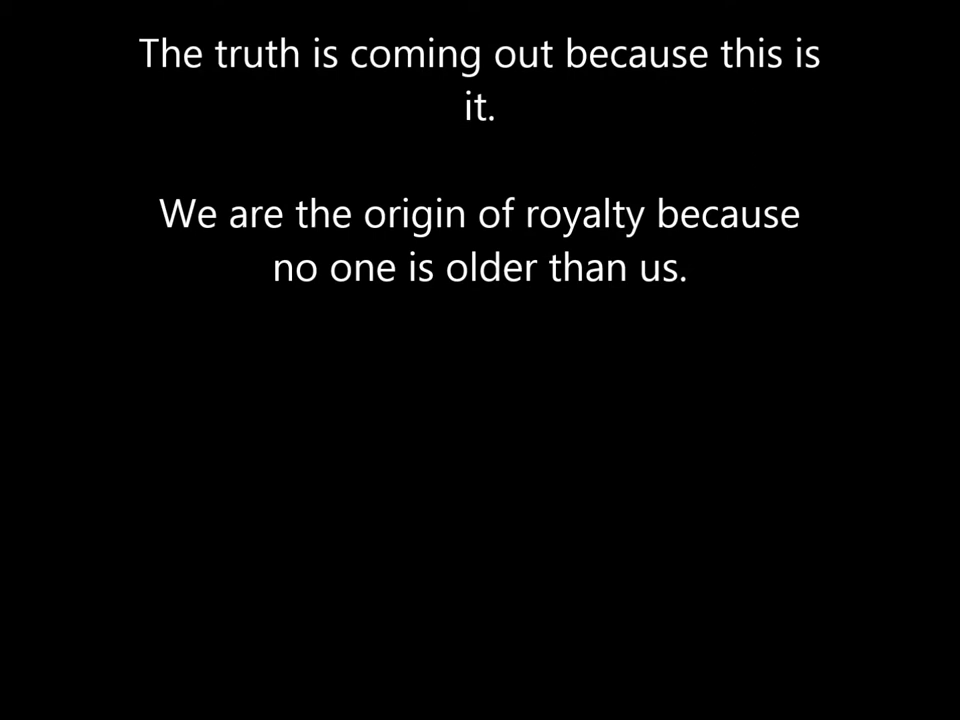 The truth is coming out because this is
it.
We are the origin of royalty because
no one is older than us.